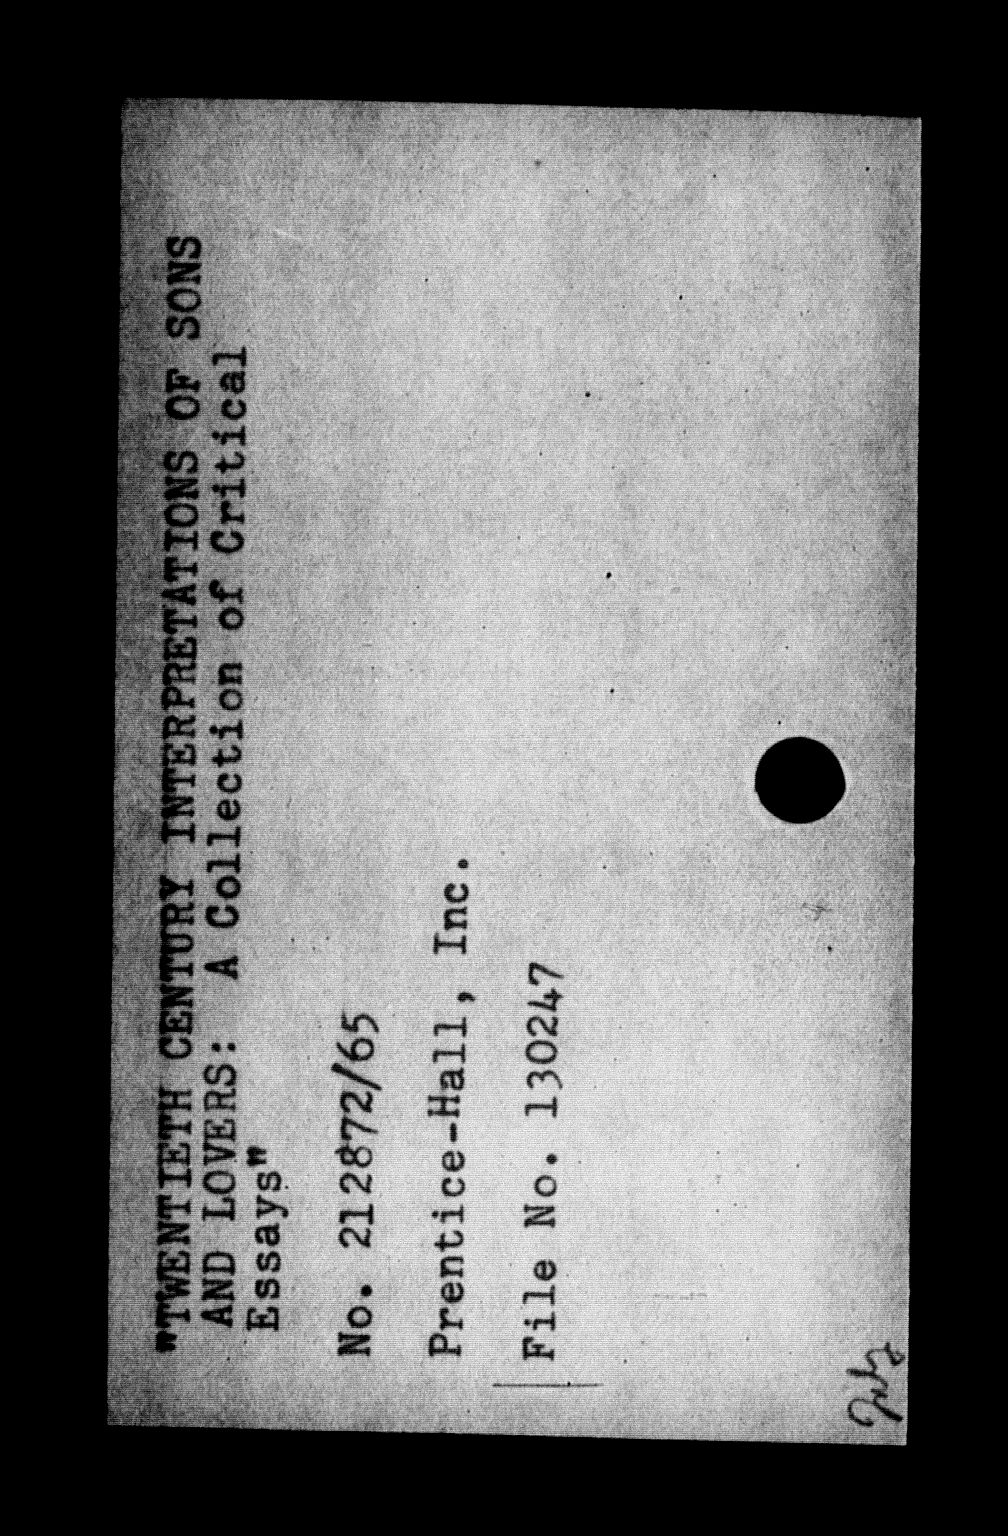 "TWENTIETH CENTURY INTERPRETATIONS OF SONS
AND LOVERS: A Collection of Critical
Essays"
No. 212872/65
Prentice-Hall, Inc.
File No. 130247